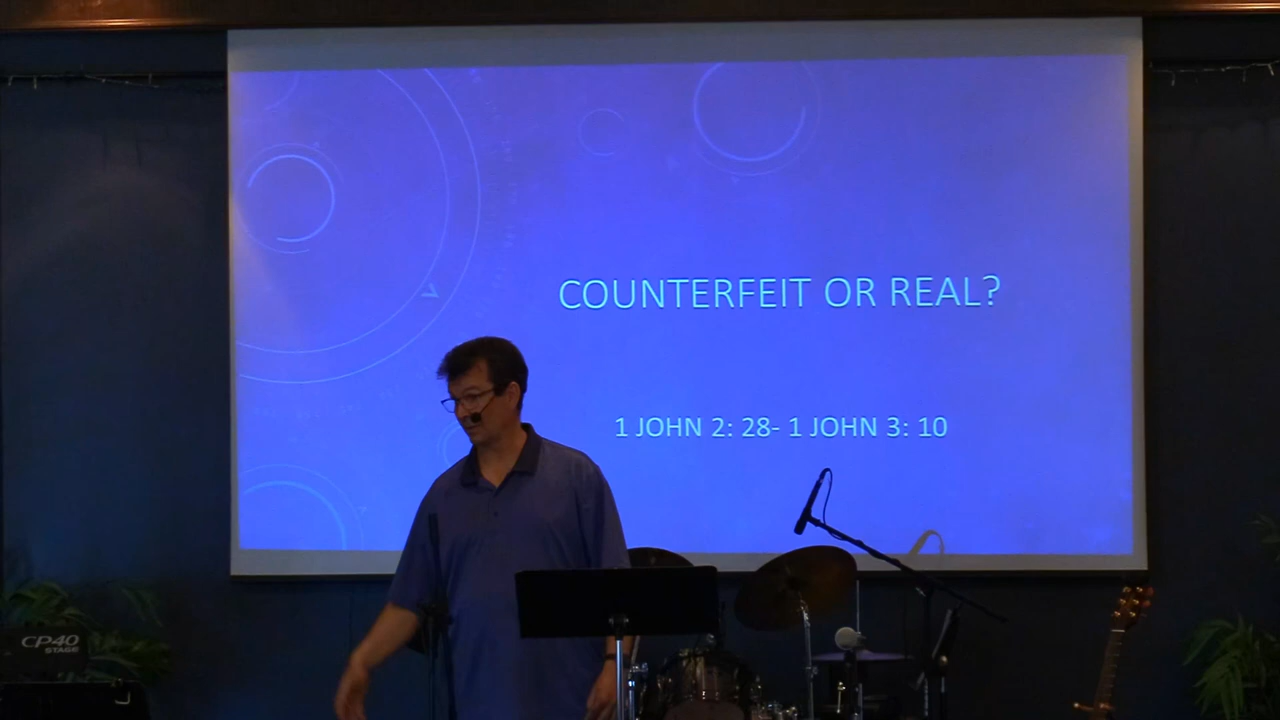 COUNTERFEIT OR REAL?
1 JOHN 2: 28- 1 JOHN 3: 10
CP40
STAGE